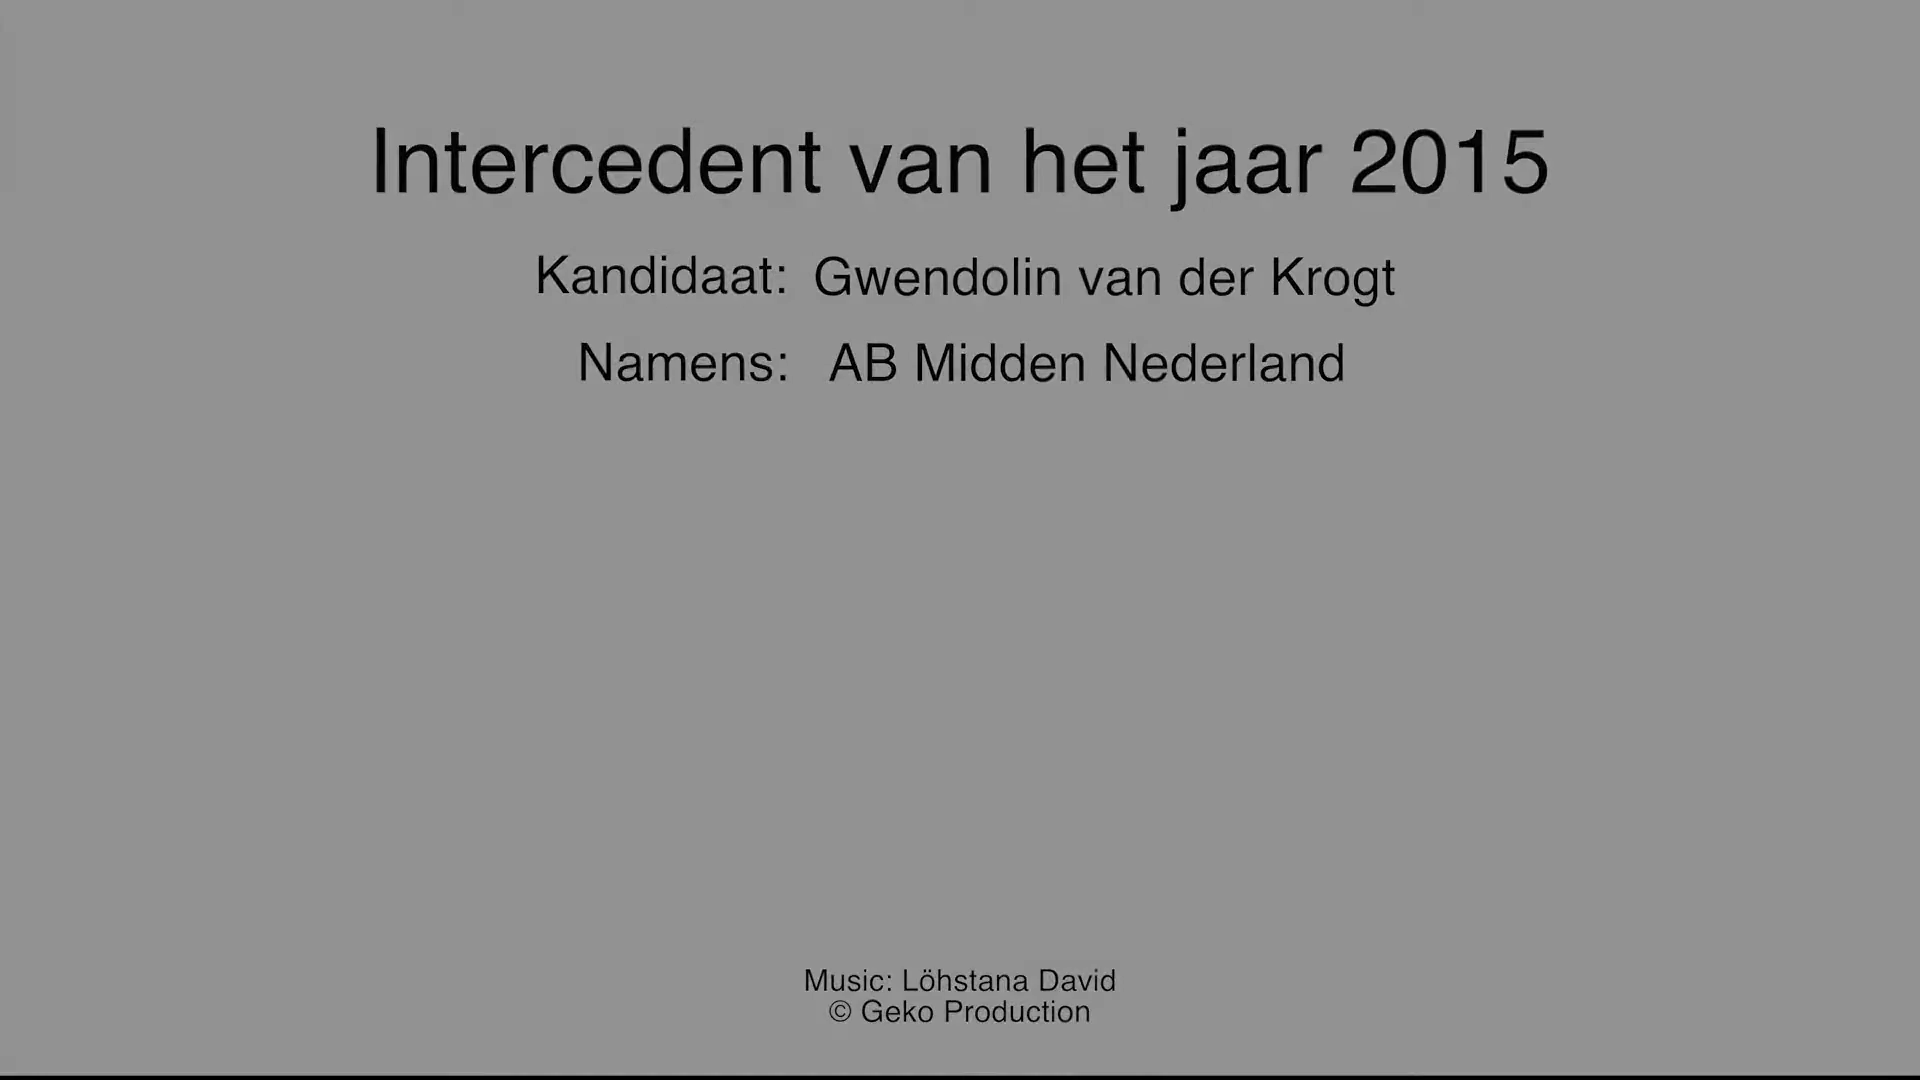 Intercedent van het jaar 2015
Kandidaat: Gwendolin van der Krogt
Namens: AB Midden Nederland
Music: Löhstana David
© Geko Production